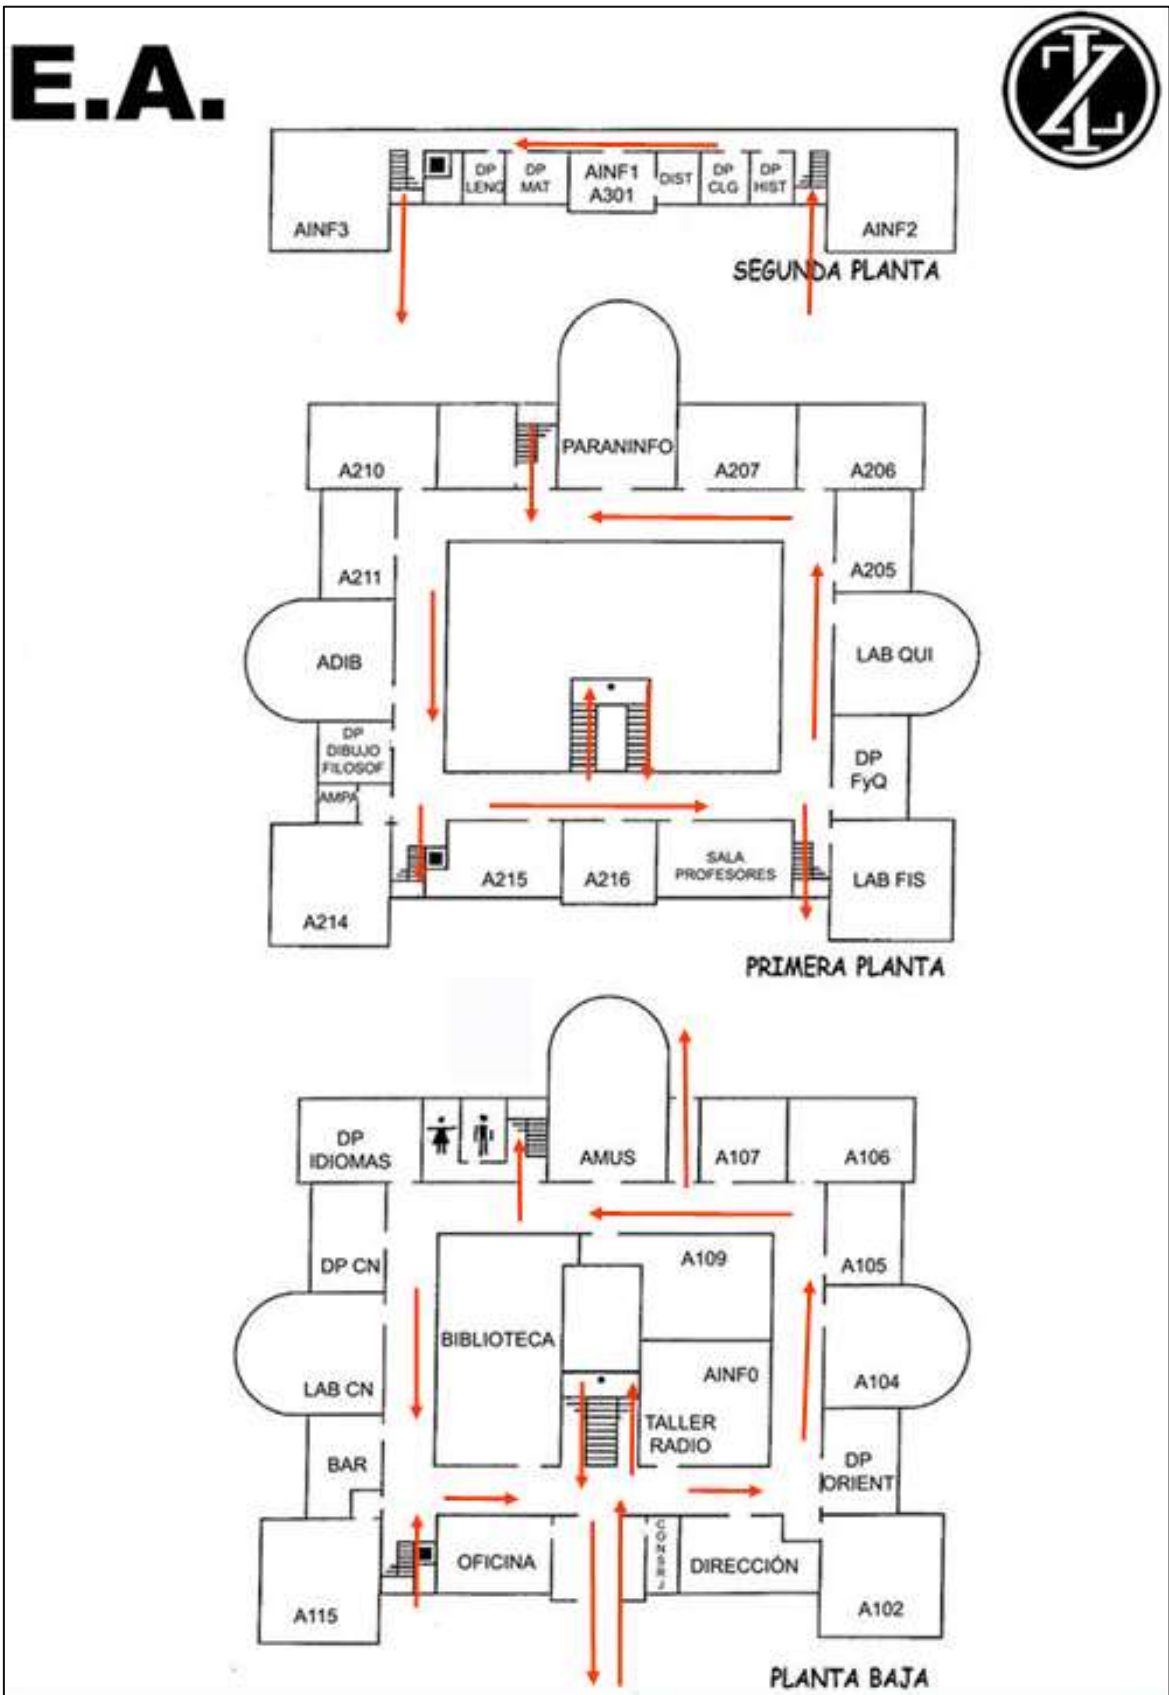 E.A.
DP
LENG
DP
MAT
AINF1
A301
DIST
DP
CLG
DP
HIST
AINF3
AINF2
SEGUNDA PLANTA
PARANINFO
A210
A207
A206
A211
A205
ADIB
LAB QUI
DP
DIBUJO
FILOSOF
DP
FyQ
AMPA
A215
A216
SALA
PROFESORES
LAB FIS
A214
PRIMERA PLANTA
DP
IDIOMAS
AMUS
A107
A106
DP CN
A109
A105
BIBLIOTECA
LAB CN
AINF0
A104
TALLER
RADIO
BAR
DP
ORIENT
OFICINA
CONSRJ
DIRECCIÓN
A115
A102
PLANTA BAJA